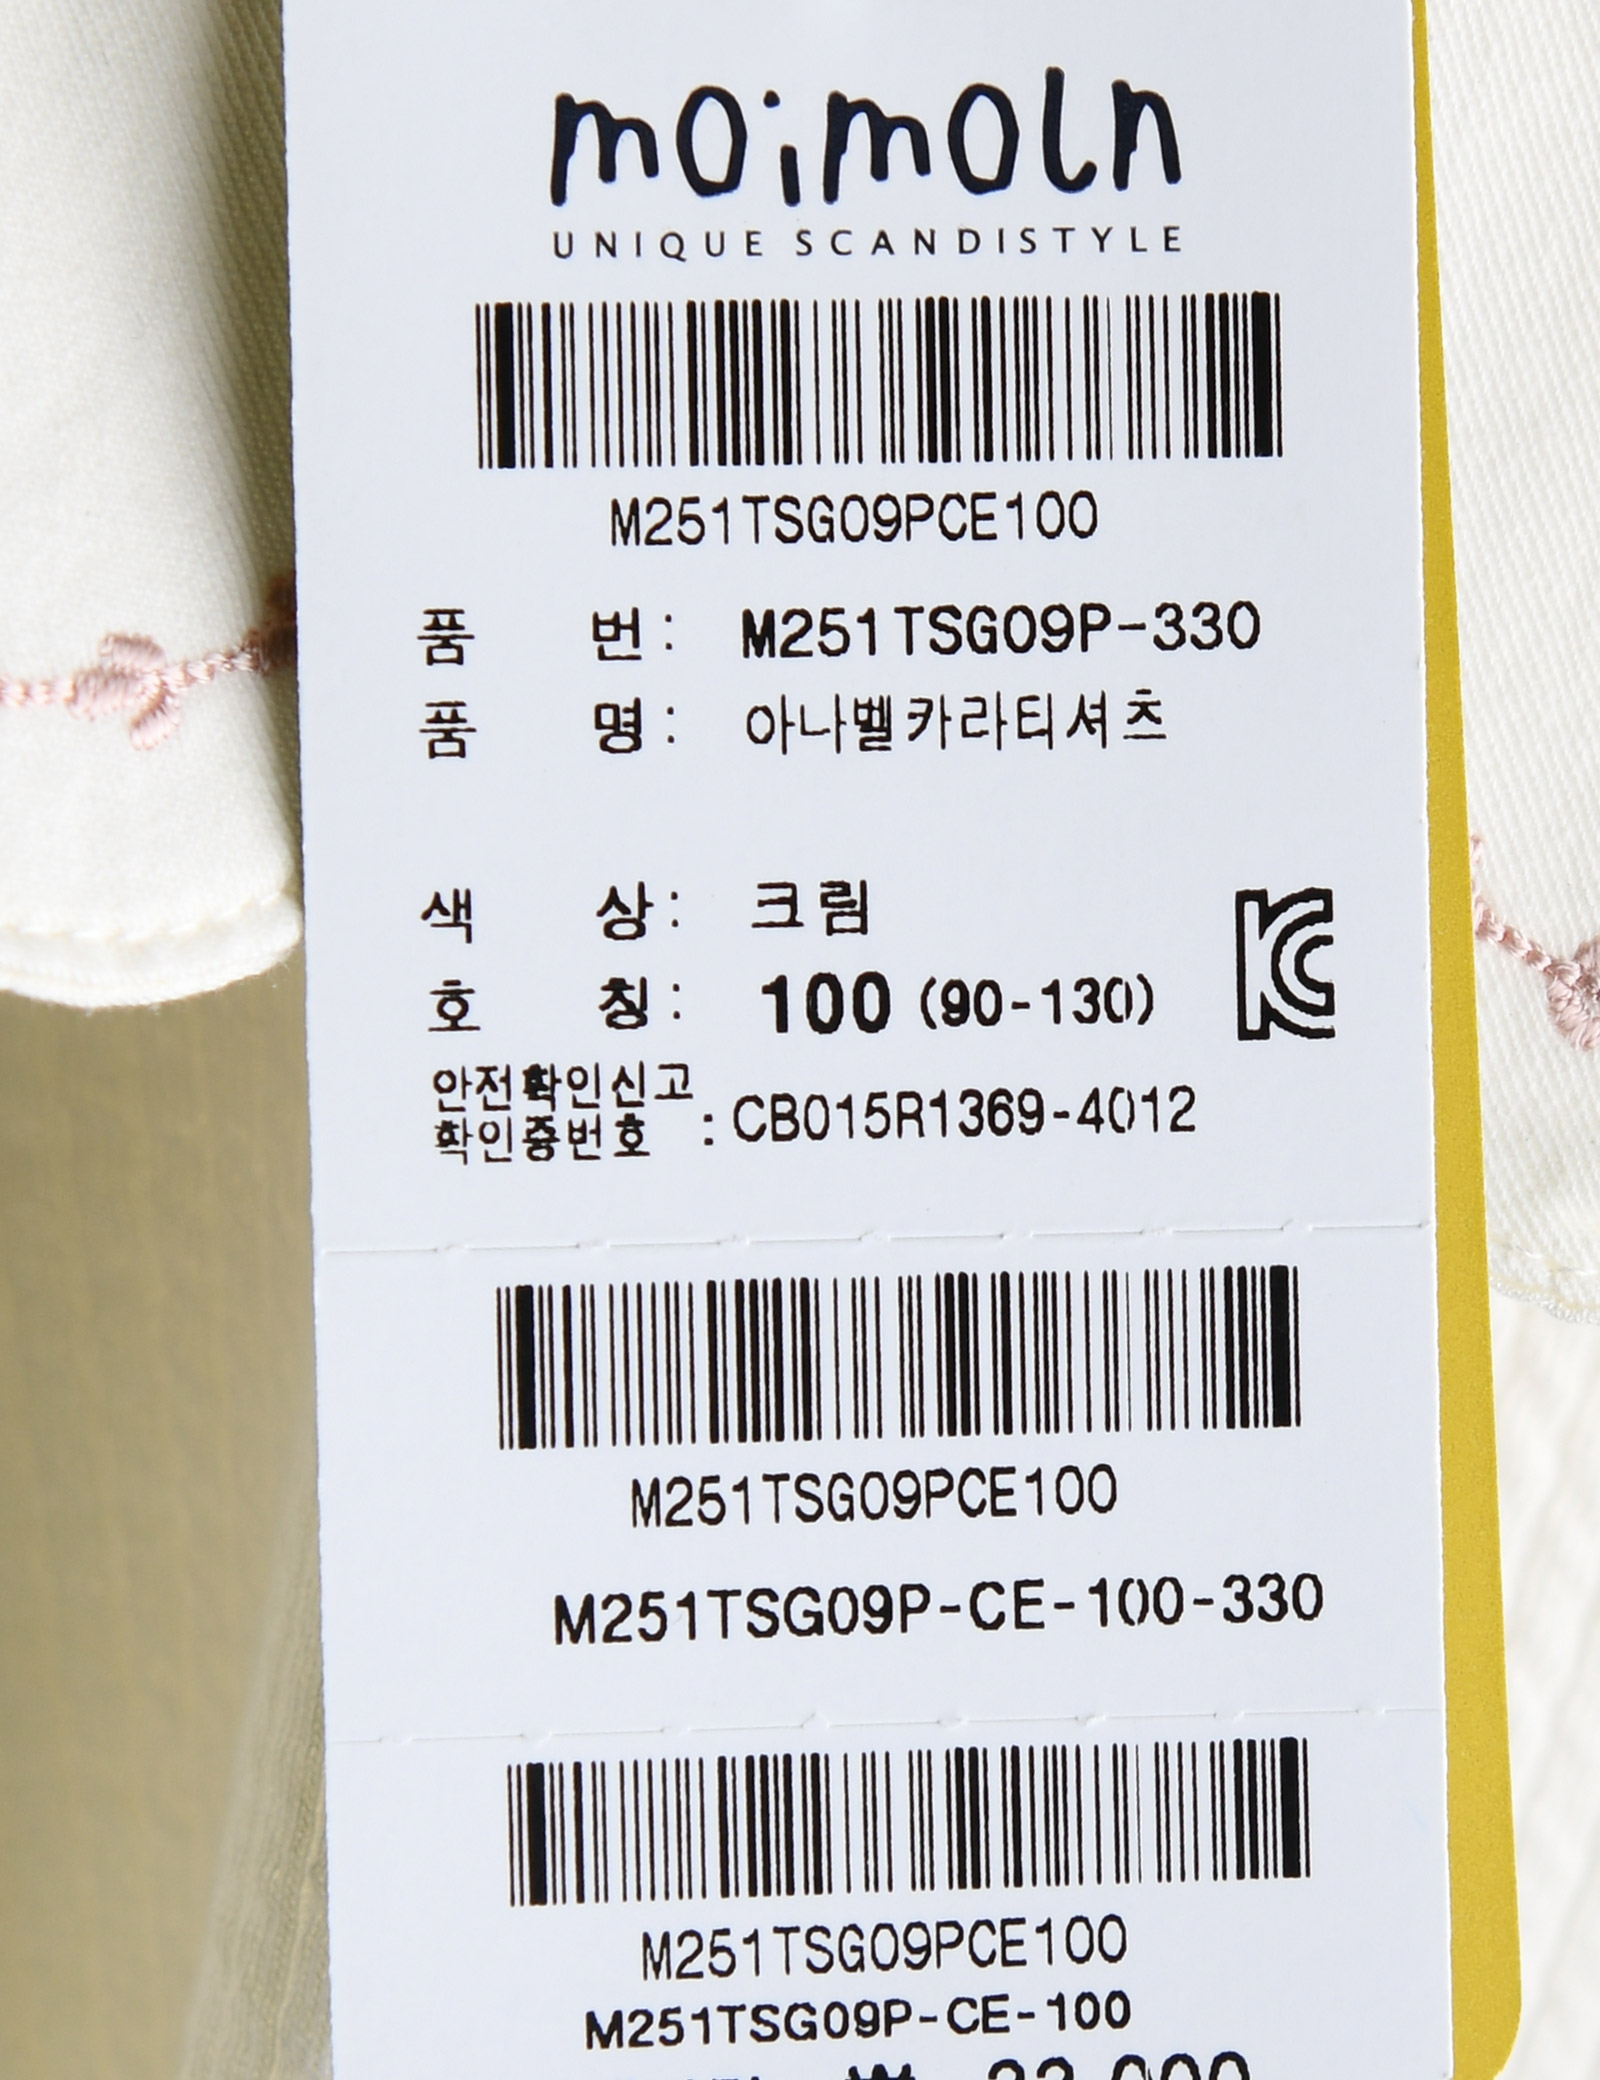 moimoln
UNIQUE SCANDISTYLE
M251TSG09PCE100
품 번 : M251TSG09P-330
품 명 : 아나벨카라티셔츠
색 상 : 크림
호 칭 : 100 (90-130)
안전확인신고
확인증번호 : CB015R1369-4012
M251TSG09PCE100
M251TSG09P-CE-100-330
M251TSG09PCE100
M251TSG09P-CE-100
₩ 33,000